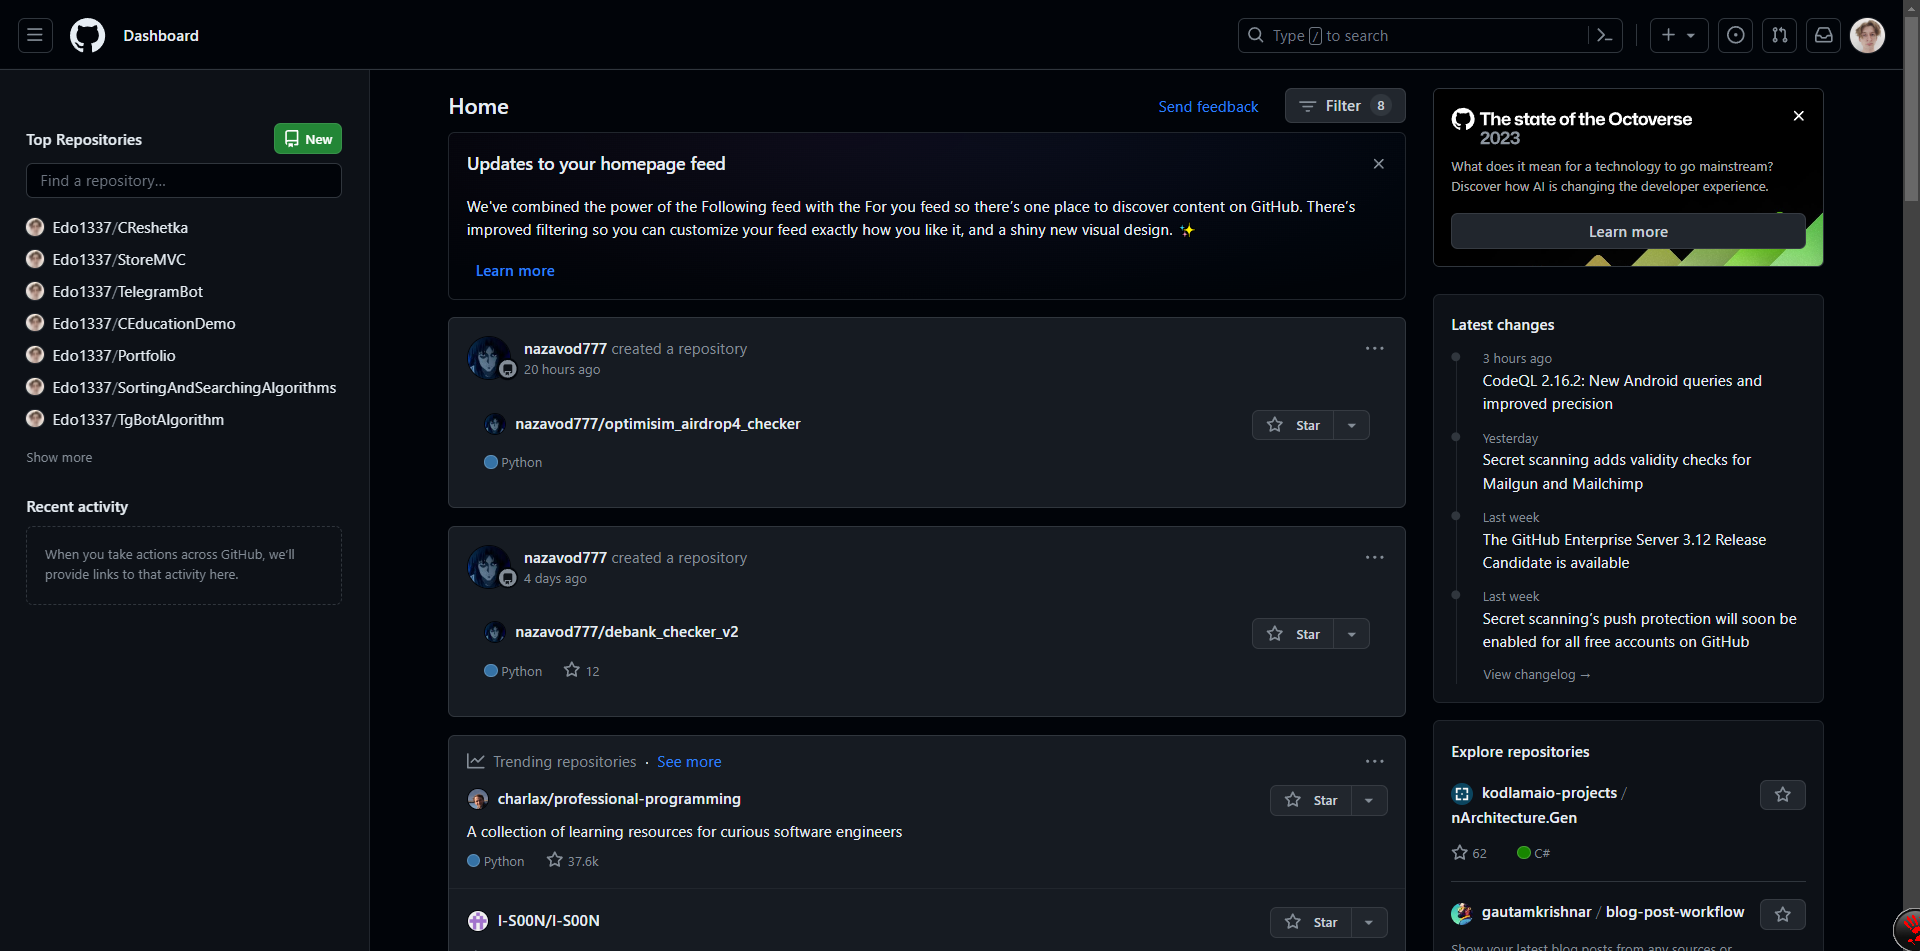 Dashboard
Type / to search
Top Repositories
New
Find a repository...
Edo1337/CReshetka
Edo1337/StoreMVC
Edo1337/TelegramBot
Edo1337/CEducationDemo
Edo1337/Portfolio
Edo1337/SortingAndSearchingAlgorithms
Edo1337/TgBotAlgorithm
Show more
Recent activity
When you take actions across GitHub, we'll
provide links to that activity here.
Home
Send feedback
Filter 8
Updates to your homepage feed
We've combined the power of the Following feed with the For you feed so there's one place to discover content on GitHub. There's
improved filtering so you can customize your feed exactly how you like it, and a shiny new visual design. ✨
Learn more
nazavod777 created a repository
20 hours ago
nazavod777/optimisim_airdrop4_checker
Star
Python
nazavod777 created a repository
4 days ago
nazavod777/debank_checker_v2
Star
Python 12
Trending repositories · See more
charlax/professional-programming
Star
A collection of learning resources for curious software engineers
Python 37.6k
I-S00N/I-S00N
Star
The state of the Octoverse
2023
What does it mean for a technology to go mainstream?
Discover how AI is changing the developer experience.
Learn more
Latest changes
3 hours ago
CodeQL 2.16.2: New Android queries and
improved precision
Yesterday
Secret scanning adds validity checks for
Mailgun and Mailchimp
Last week
The GitHub Enterprise Server 3.12 Release
Candidate is available
Last week
Secret scanning's push protection will soon be
enabled for all free accounts on GitHub
View changelog →
Explore repositories
kodlamaio-projects /
nArchitecture.Gen
62 C#
gautamkrishnar / blog-post-workflow
Show your latest blog posts from any sources or